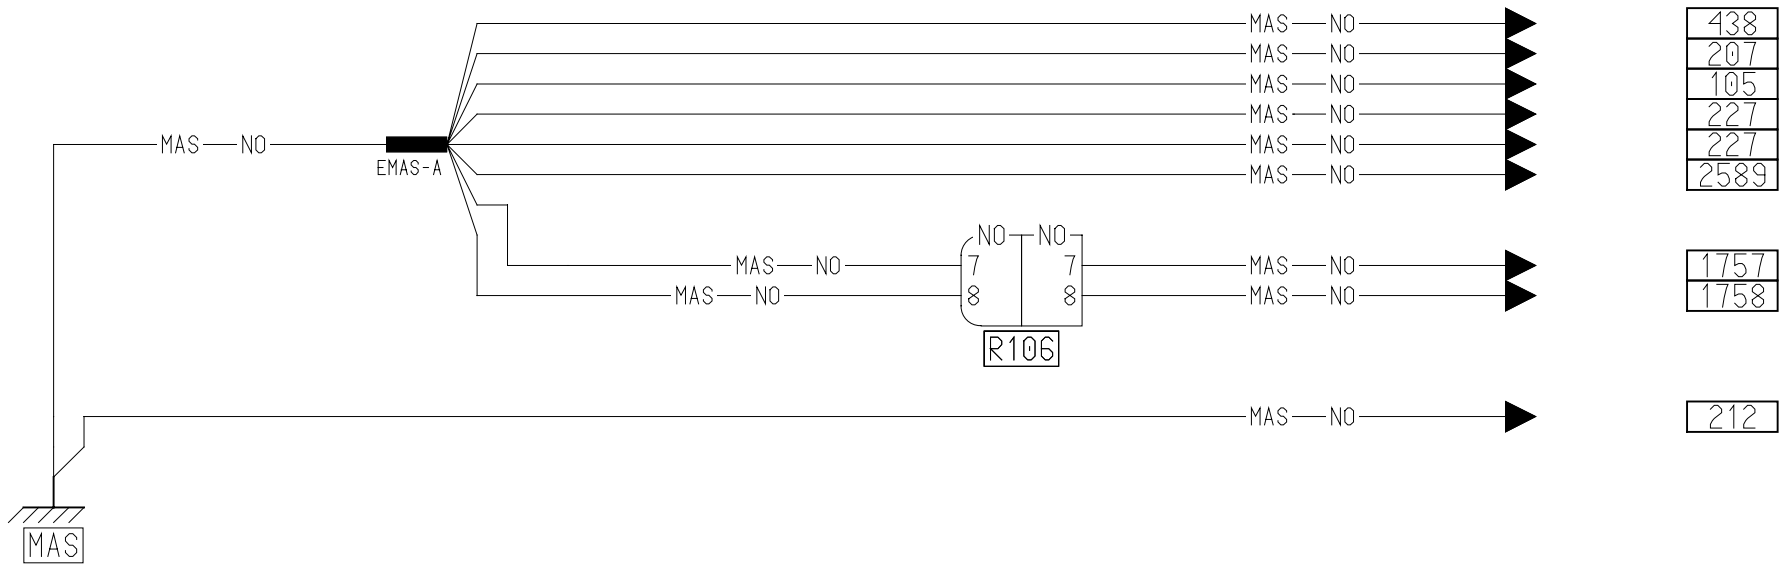 MAS NO 438
MAS NO 207
MAS NO 105
MAS NO 227
MAS NO MAS NO 227
EMAS-A
MAS NO 2589
NO NO
MAS NO 7 7 MAS NO 1757
MAS NO 8 8 MAS NO 1758
R106
MAS NO 212
MAS